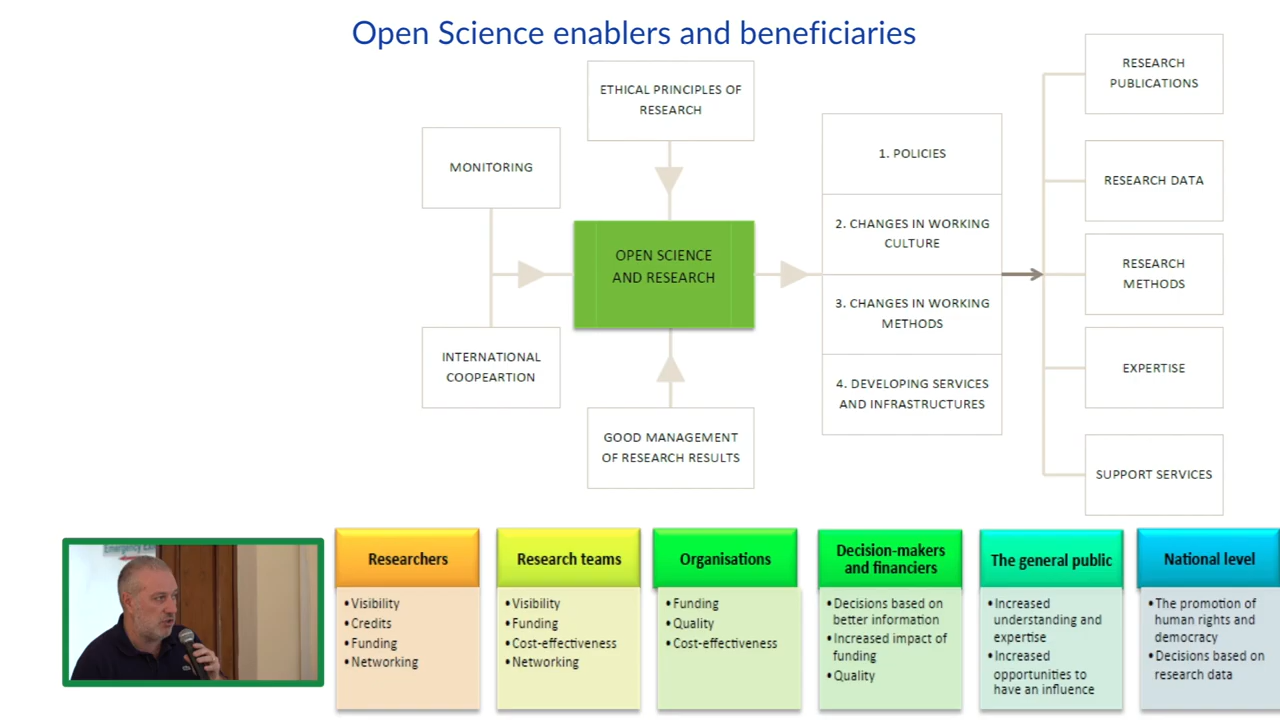 Open Science enablers and beneficiaries
ETHICAL PRINCIPLES OF
RESEARCH
MONITORING
OPEN SCIENCE
AND RESEARCH
INTERNATIONAL
COOPEARTION
GOOD MANAGEMENT
OF RESEARCH RESULTS
1. POLICIES
2. CHANGES IN WORKING
CULTURE
3. CHANGES IN WORKING
METHODS
4. DEVELOPING SERVICES
AND INFRASTRUCTURES
RESEARCH
PUBLICATIONS
RESEARCH DATA
RESEARCH
METHODS
EXPERTISE
SUPPORT SERVICES
Researchers
•Visibility
•Credits
•Funding
•Networking
Research teams
•Visibility
•Funding
•Cost-effectiveness
•Networking
Organisations
•Funding
•Quality
•Cost-effectiveness
Decision-makers
and financiers
•Decisions based on
better information
•Increased impact of
funding
•Quality
The general public
•Increased
understanding and
expertise
•Increased
opportunities to
have an influence
National level
•The promotion of
human rights and
democracy
•Decisions based on
research data
Emergency